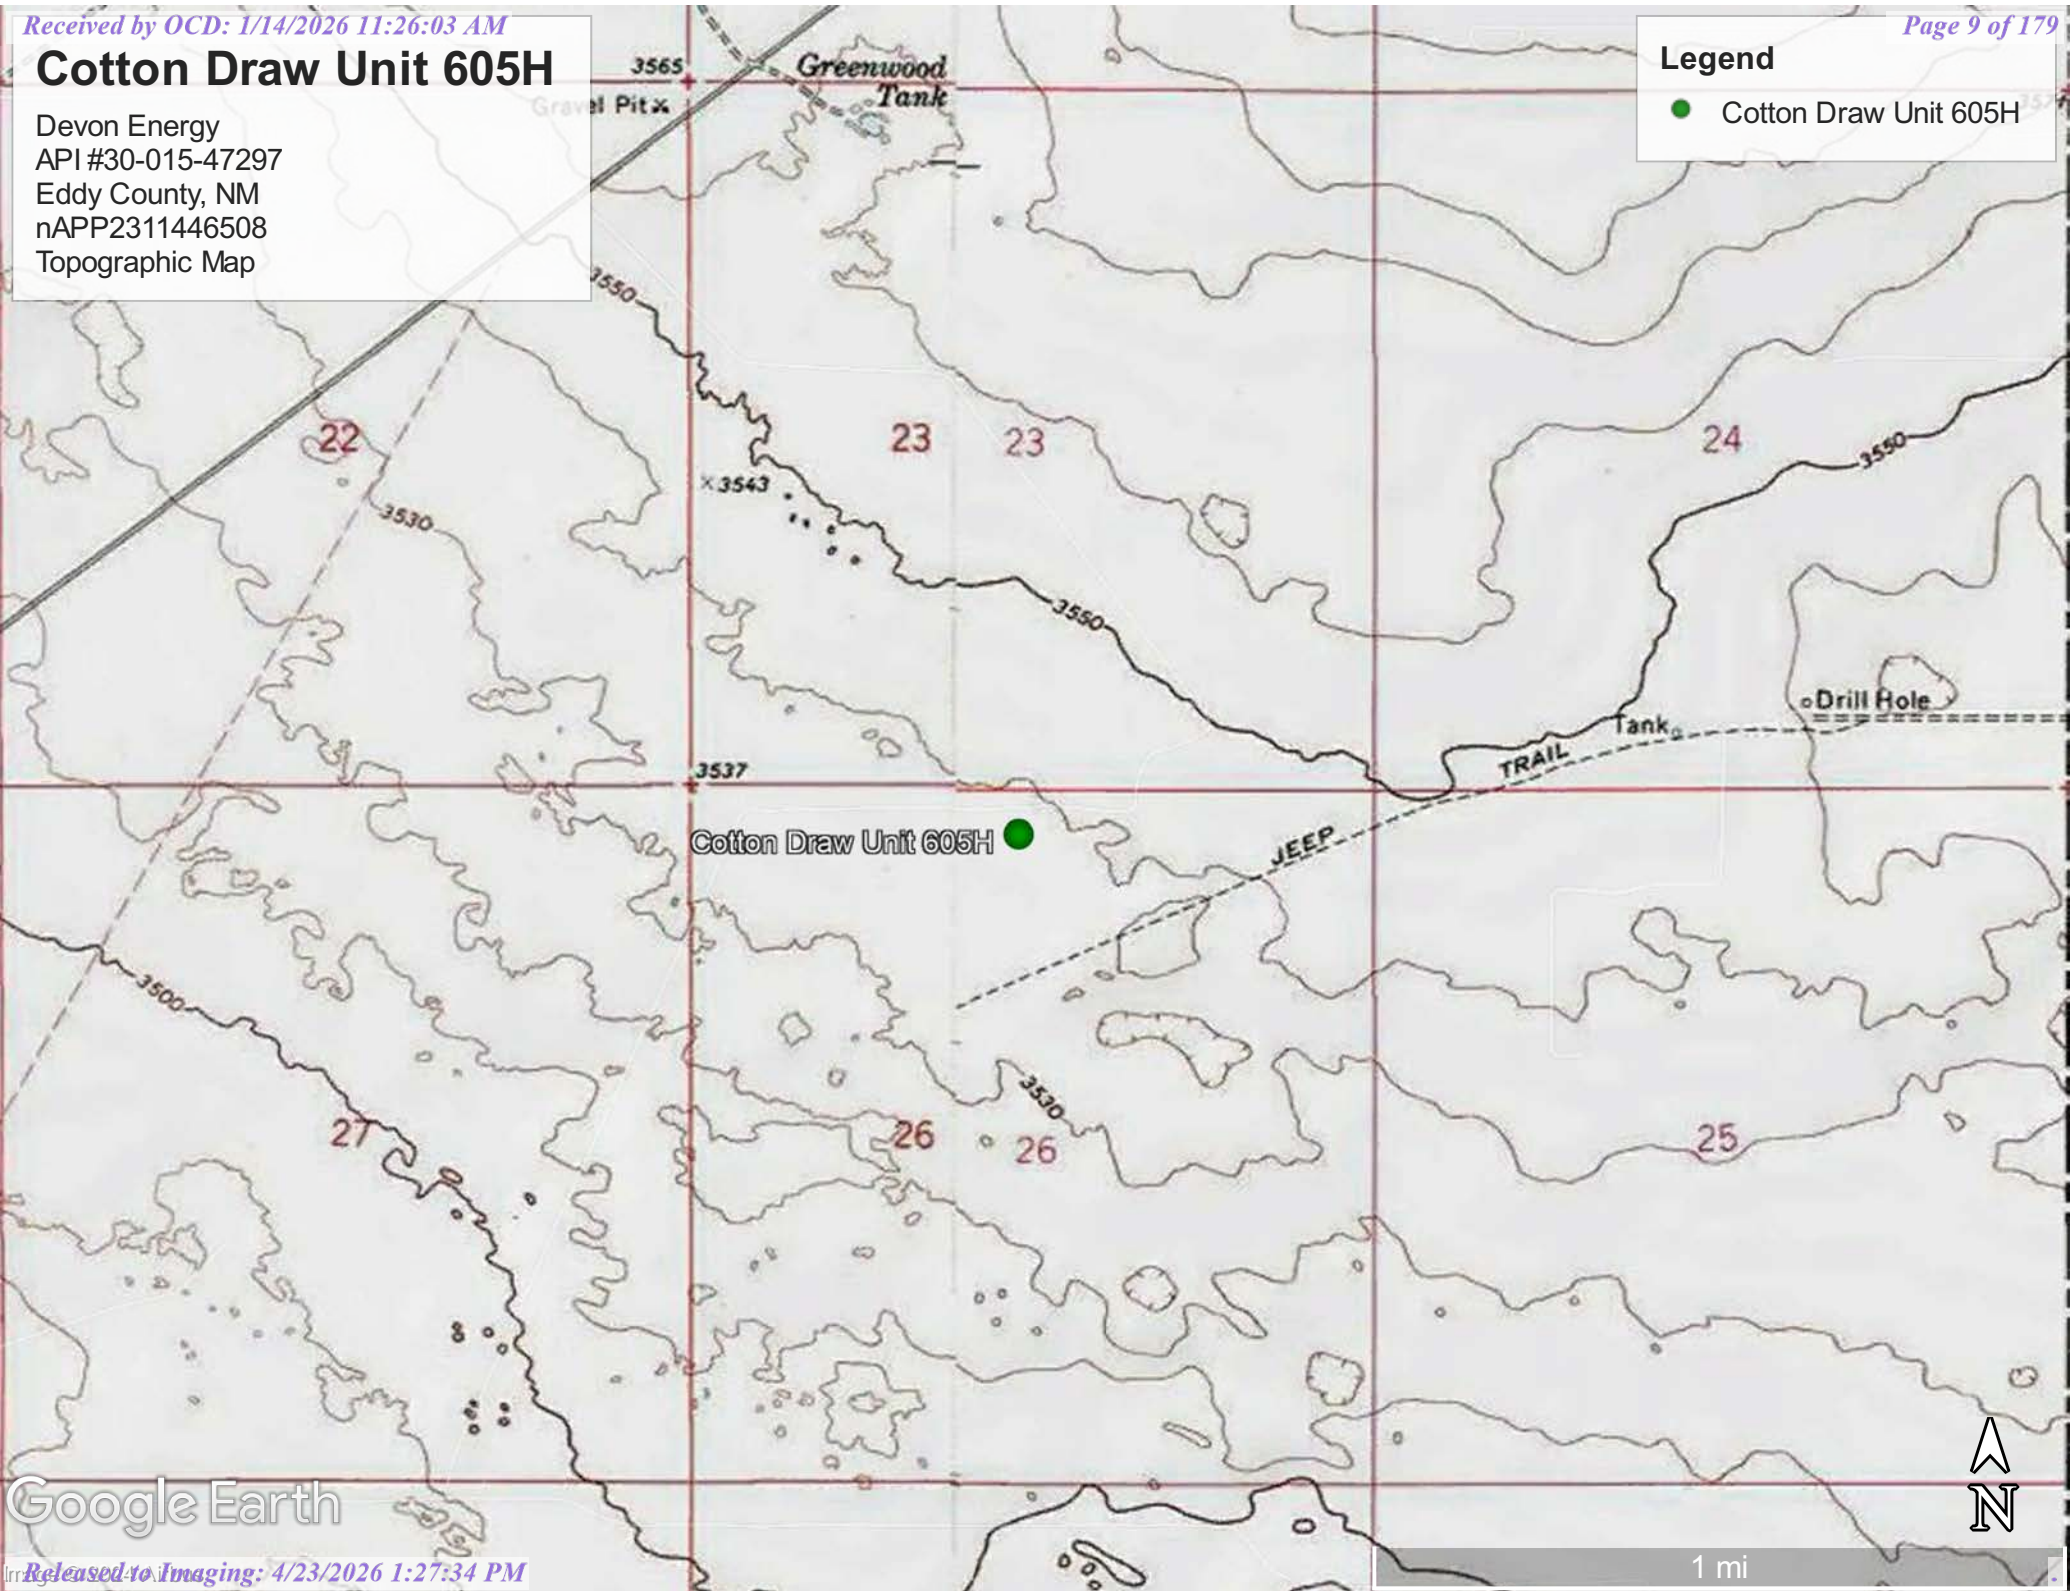 Received by OCD: 1/14/2026 11:26:03 AM
Page 9 of 179
Cotton Draw Unit 605H
Devon Energy
API #30-015-47297
Eddy County, NM
nAPP2311446508
Topographic Map
Legend
Cotton Draw Unit 605H
3565
Greenwood
Tank
Gravel Pit
3550
22
23
23
24
3550
3543
3530
3550
Drill Hole
Tank
TRAIL
3537
JEEP
Cotton Draw Unit 605H
3500
3530
27
26
26
25
N
Google Earth
1 mi
Released to Imaging: 4/23/2026 1:27:34 PM